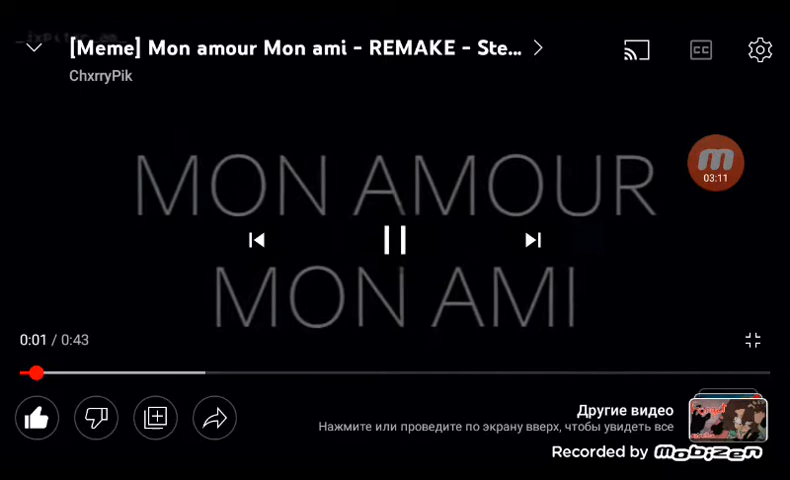 [Meme] Mon amour Mon ami - REMAKE - Ste...
ChxrryPik
CC
MON AMOUR
03:11
MON AMI
0:01 / 0:43
Другие видео
Нажмите или проведите по экрану вверх, чтобы увидеть все
Recorded by mobizen